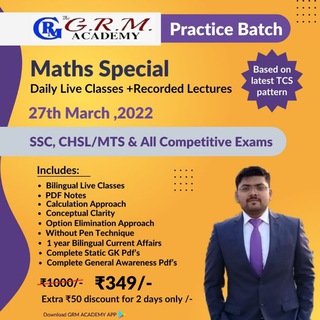 The
GR
G.R.M.
ACADEMY
Practice Batch
Maths Special
Daily Live Classes +Recorded Lectures
27th March ,2022
Based on
latest TCS
pattern
SSC, CHSL/MTS & All Competitive Exams
Includes:
Bilingual Live Classes
PDF Notes
Calculation Approach
Conceptual Clarity
Option Elimination Approach
Without Pen Technique
1 year Bilingual Current Affairs
Complete Static GK Pdf's
Complete General Awareness Pdf's
₹1000/- ₹349/-
Extra ₹50 discount for 2 days only /-
Download GRM ACADEMY APP